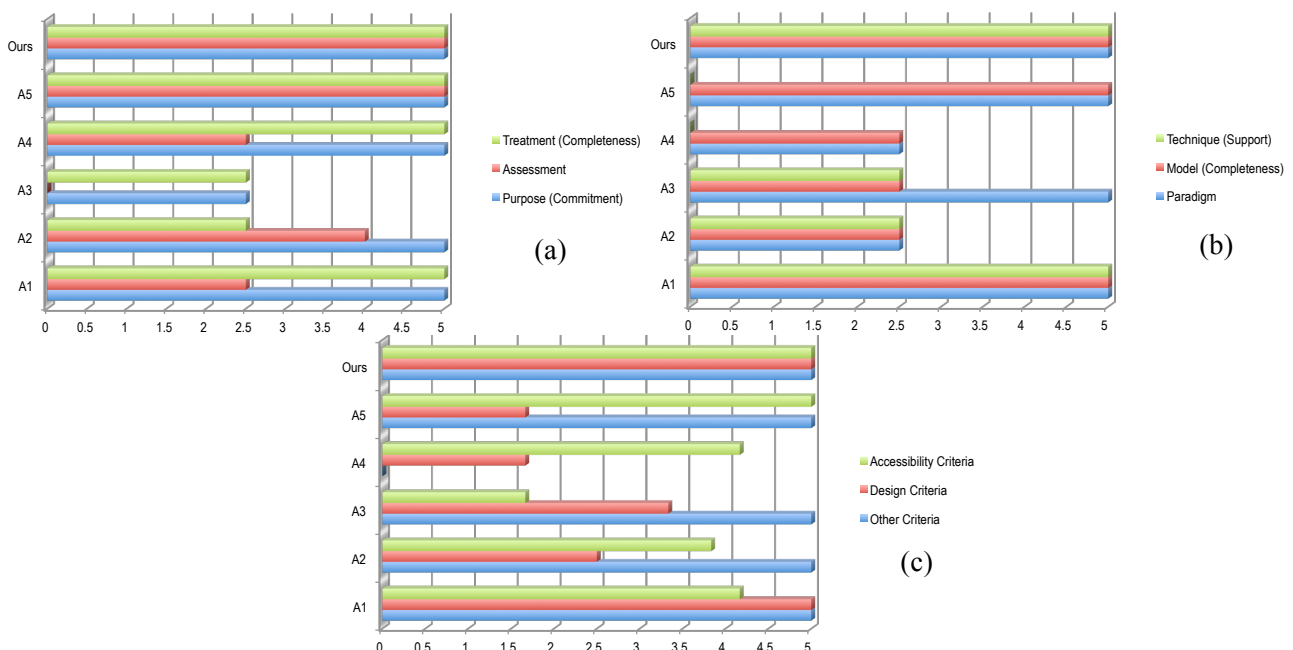 Ours
A5
A4
A3
A2
A1
0 0.5 1 1.5 2 2.5 3 3.5 4 4.5 5
Treatment (Completeness)
Assessment
Purpose (Commitment)
(a)
Ours
A5
A4
A3
A2
A1
0 0.5 1 1.5 2 2.5 3 3.5 4 4.5 5
Technique (Support)
Model (Completeness)
Paradigm
(b)
Ours
A5
A4
A3
A2
A1
0 0.5 1 1.5 2 2.5 3 3.5 4 4.5 5
Accessibility Criteria
Design Criteria
Other Criteria
(c)